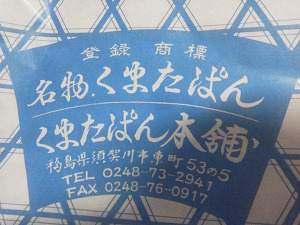 登録商標
名物.くまたぱん
くまたぱん本舗
福島県須賀川市東町53の5
TEL 0248-73-2941
FAX 0248-76-0917